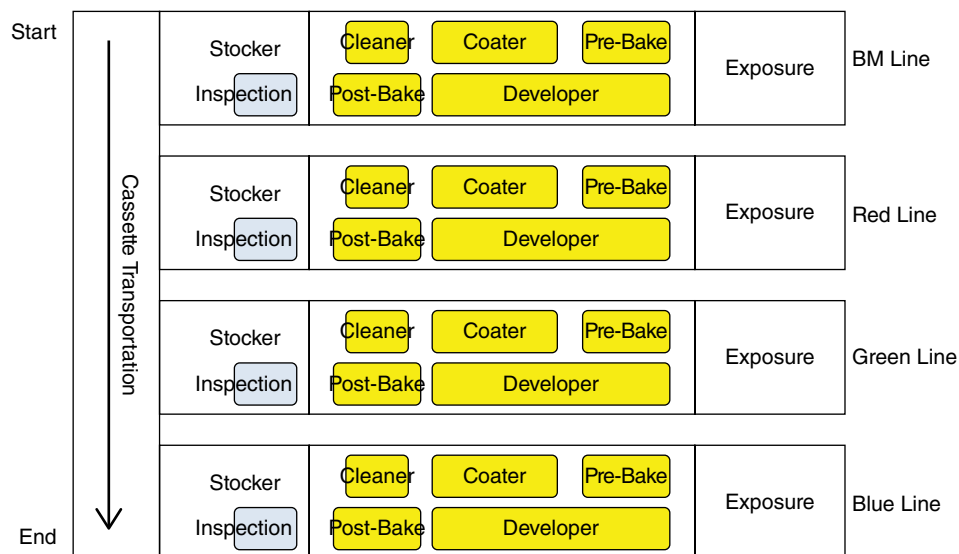 Start
Cassette Transportation
End
Stocker
Inspection
Cleaner
Coater
Pre-Bake
Post-Bake
Developer
Exposure
BM Line
Stocker
Inspection
Cleaner
Coater
Pre-Bake
Post-Bake
Developer
Exposure
Red Line
Stocker
Inspection
Cleaner
Coater
Pre-Bake
Post-Bake
Developer
Exposure
Green Line
Stocker
Inspection
Cleaner
Coater
Pre-Bake
Post-Bake
Developer
Exposure
Blue Line